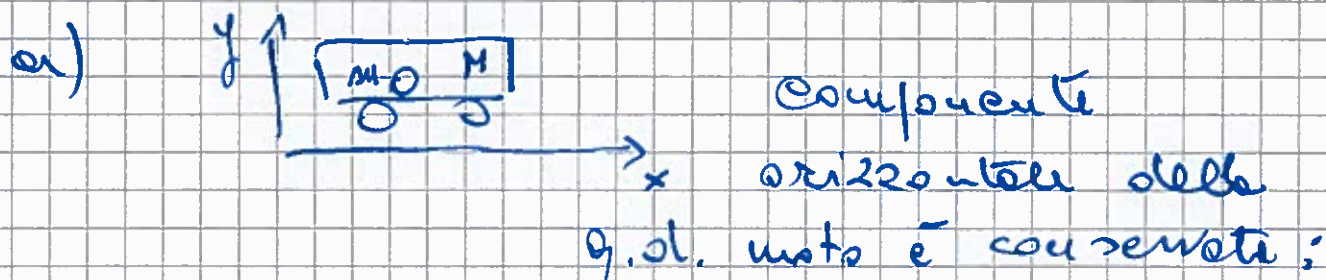 a)
y
m M
x
componente
orizzontale della
q.d. moto è conservata: